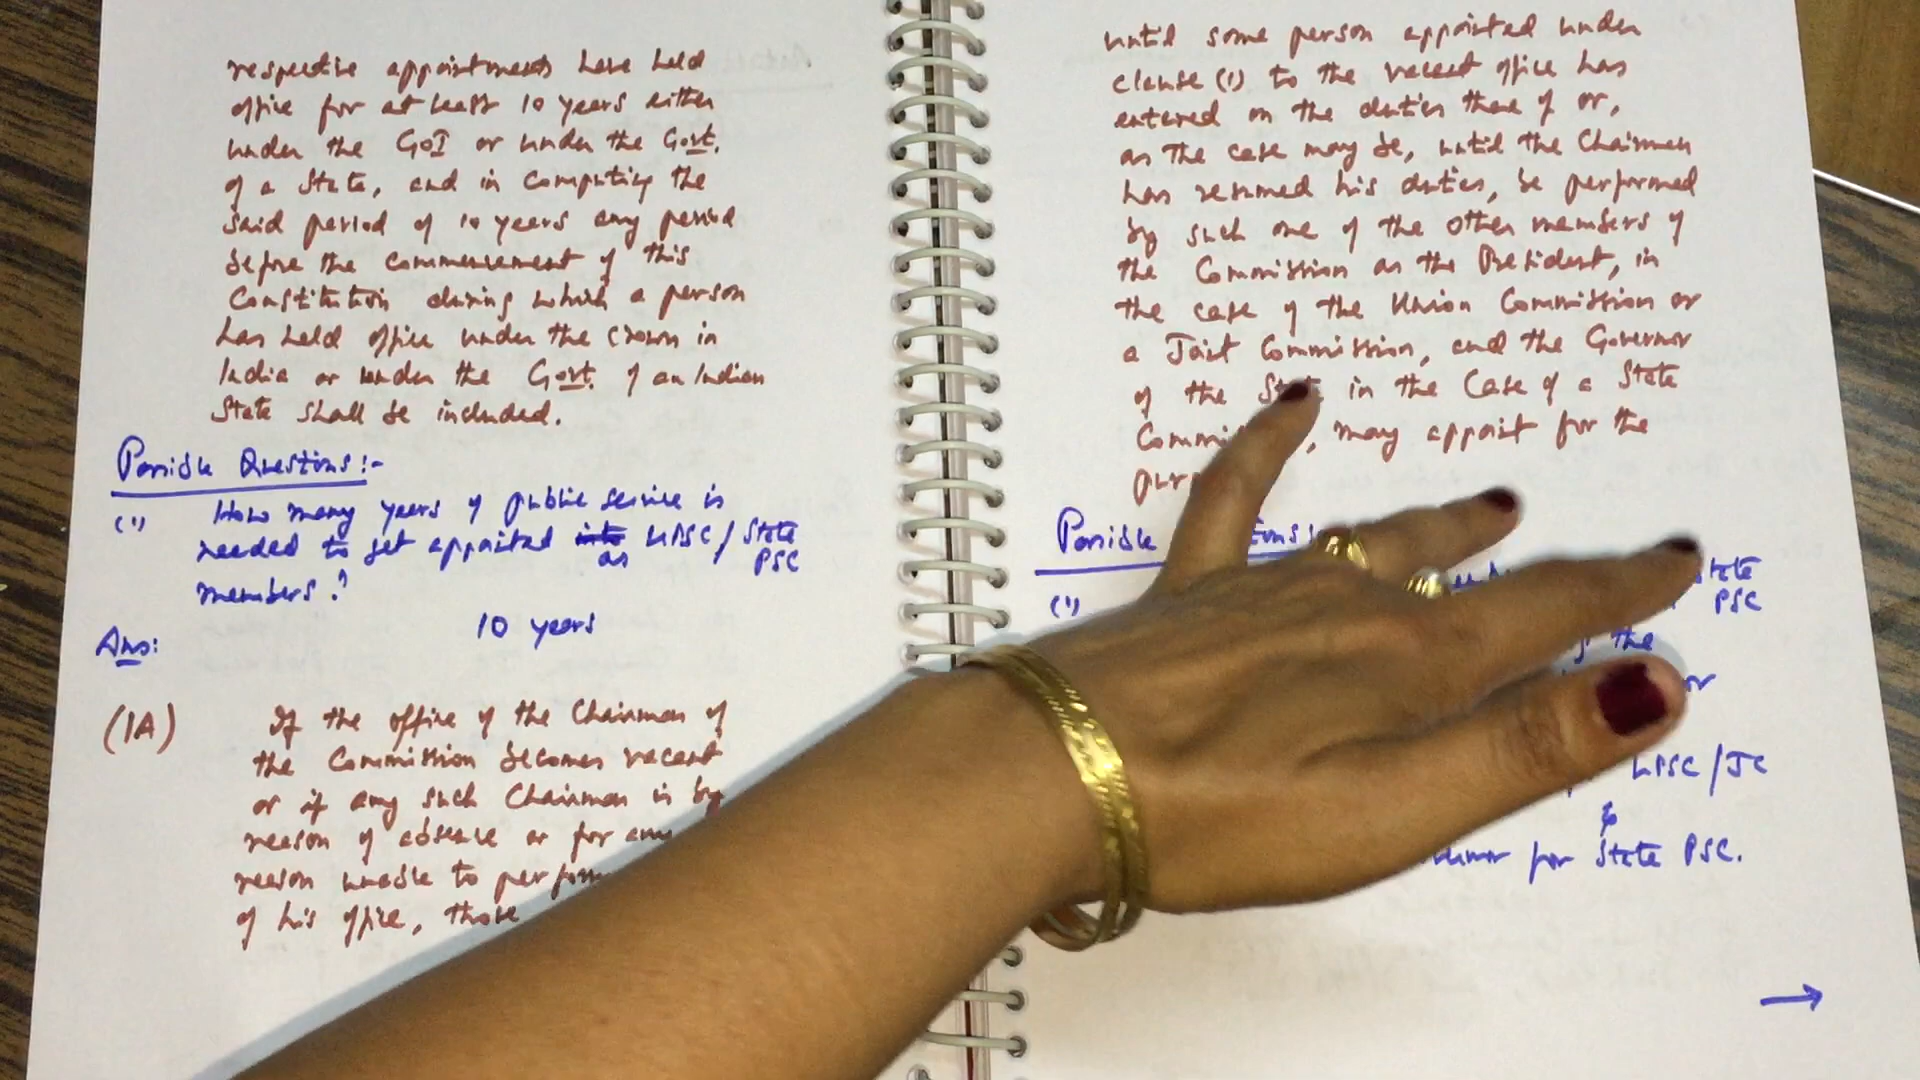 respective appointments have held
office for at least 10 years either
under the GoI or under the Govt.
of a State, and in computing the
said period of 10 years any period
before the commencement of this
Constitution during which a person
has held office under the Crown in
India or under the Govt. of an Indian
State shall be included.
Possible Questions:-
(1) How many years of public service is
needed to get appointed as UPSC / State PSC
members?
Ans: 10 years
(1A) If the office of the Chairman of
the Commission becomes vacant
or if any such Chairman is by
reason of absence or for any
reason unable to perform
of his office, those
until some person appointed under
clause (1) to the vacant office has
entered on the duties there of or,
as the case may be, until the Chairman
has resumed his duties, be performed
by such one of the other members of
the Commission as the President, in
the case of the Union Commission or
a Joint Commission, and the Governor
of the State in the Case of a State
, may appoint for the
Possible
(1) State PSC
the
or
UPSC / JC
&
for State PSC.
→